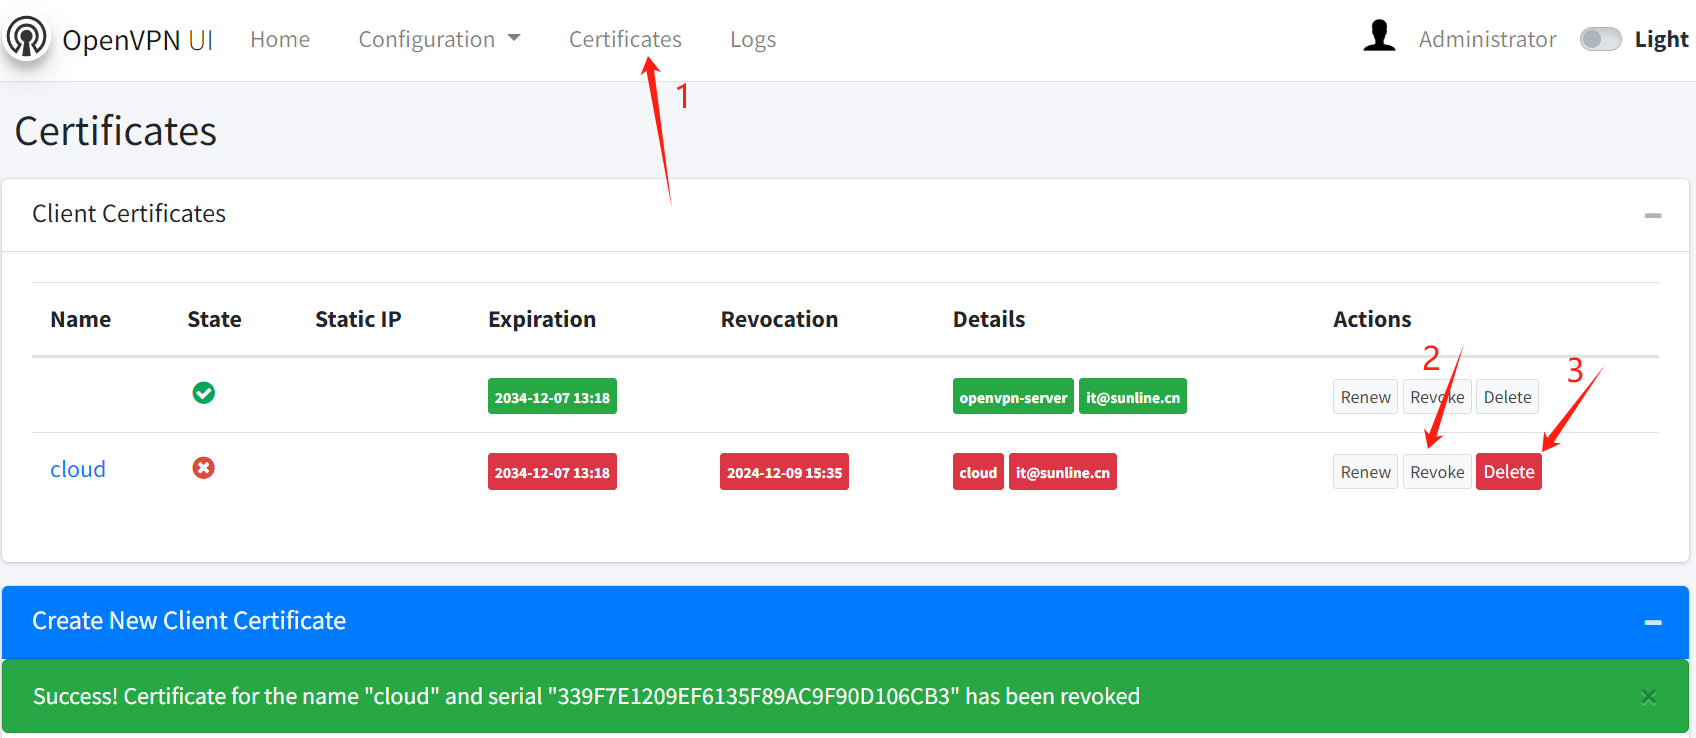 OpenVPN UI Home Configuration Certificates Logs Administrator Light
1
Certificates
Client Certificates
Name State Static IP Expiration Revocation Details Actions
2
3
2034-12-07 13:18 openvpn-server it@sunline.cn Renew Revoke Delete
cloud 2034-12-07 13:18 2024-12-09 15:35 cloud it@sunline.cn Renew Revoke Delete
Create New Client Certificate
Success! Certificate for the name "cloud" and serial "339F7E1209EF6135F89AC9F90D106CB3" has been revoked